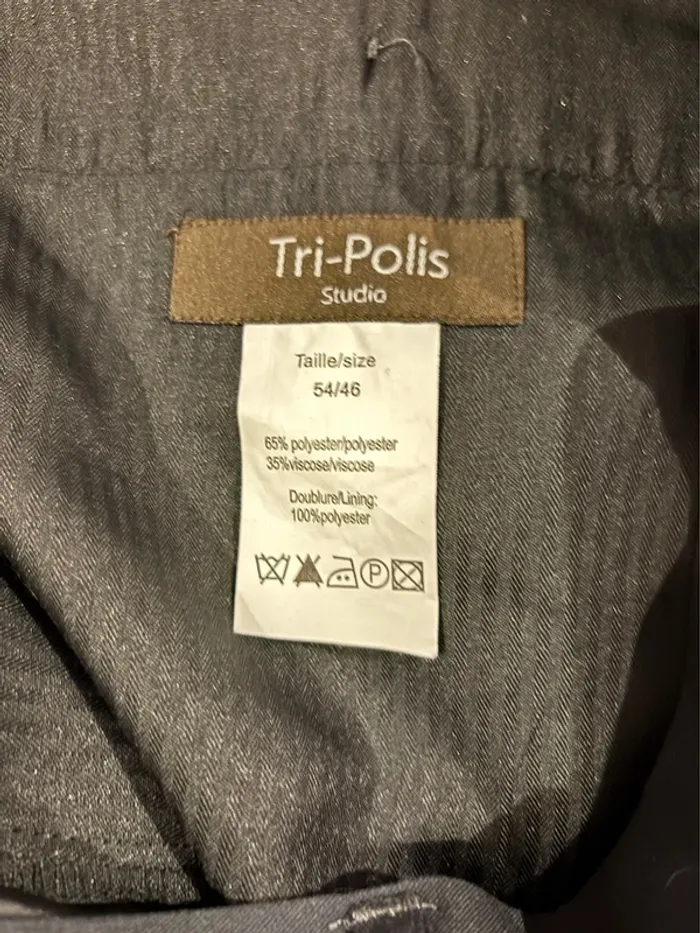 Tri-Polis
Studio
Taille/size
54/46
65% polyester/polyester
35%viscose/viscose
Doublure/Lining:
100%polyester
P